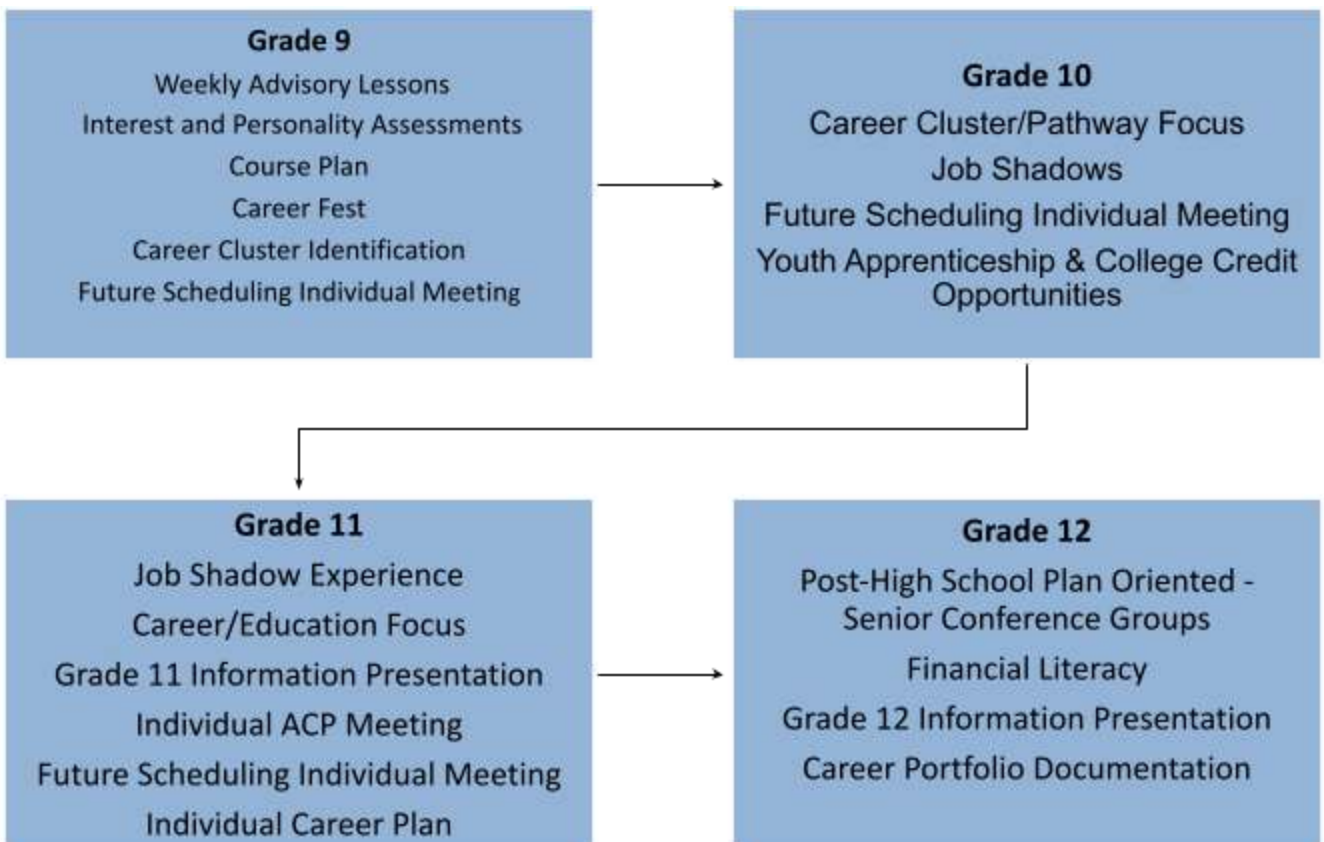 Grade 9
Weekly Advisory Lessons
Interest and Personality Assessments
Course Plan
Career Fest
Career Cluster Identification
Future Scheduling Individual Meeting
Grade 10
Career Cluster/Pathway Focus
Job Shadows
Future Scheduling Individual Meeting
Youth Apprenticeship & College Credit
Opportunities
Grade 11
Job Shadow Experience
Career/Education Focus
Grade 11 Information Presentation
Individual ACP Meeting
Future Scheduling Individual Meeting
Individual Career Plan
Grade 12
Post-High School Plan Oriented -
Senior Conference Groups
Financial Literacy
Grade 12 Information Presentation
Career Portfolio Documentation